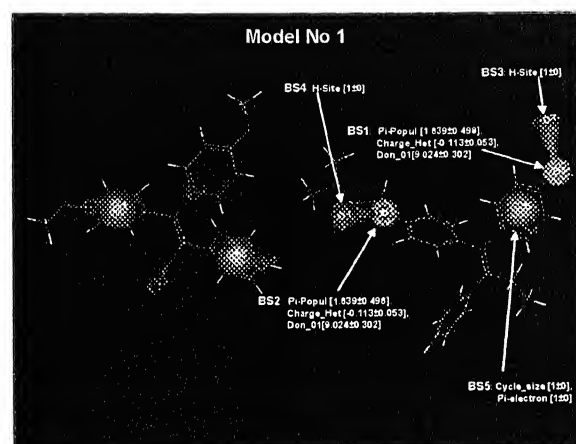 Model No 1
BS4 H-Site [1±0]
BS3: H-Site [1±0]
BS1: Pi-Popul [1.639±0.498],
Charge_Het [-0.113±0.053],
Don_01[9.024±0.302]
BS2 Pi-Popul [1.639±0.498],
Charge_Het [-0.113±0.053],
Don_01[9.024±0.302]
BS5: Cycle_size [1±0],
Pi-electron [1±0]